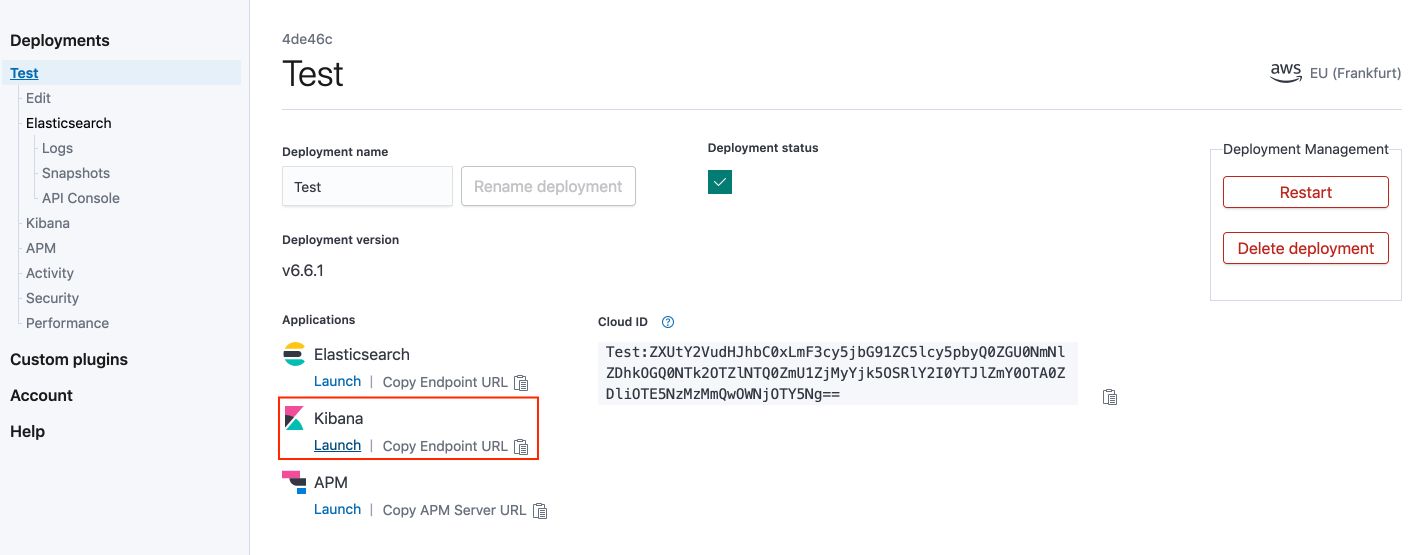 Deployments
Test
Edit
Elasticsearch
Logs
Snapshots
API Console
Kibana
APM
Activity
Security
Performance
Custom plugins
Account
Help
4de46c
Test
aws EU (Frankfurt)
Deployment name
Test
Rename deployment
Deployment status
Deployment Management
Restart
Delete deployment
Deployment version
v6.6.1
Applications
Elasticsearch
Launch | Copy Endpoint URL
Kibana
Launch | Copy Endpoint URL
APM
Launch | Copy APM Server URL
Cloud ID ?
Test:ZXUtY2VudHJhbC0xLmF3cy5jbG91ZC5lcy5pbyQ0ZGU0NmNl
ZDhkOGQ0NTk2OTZlNTQ0ZmU1ZjMyYjk5OSRlY2I0YTJlZmY0OTA0Z
DliOTE5NzMzMmQwOWNjOTY5Ng==